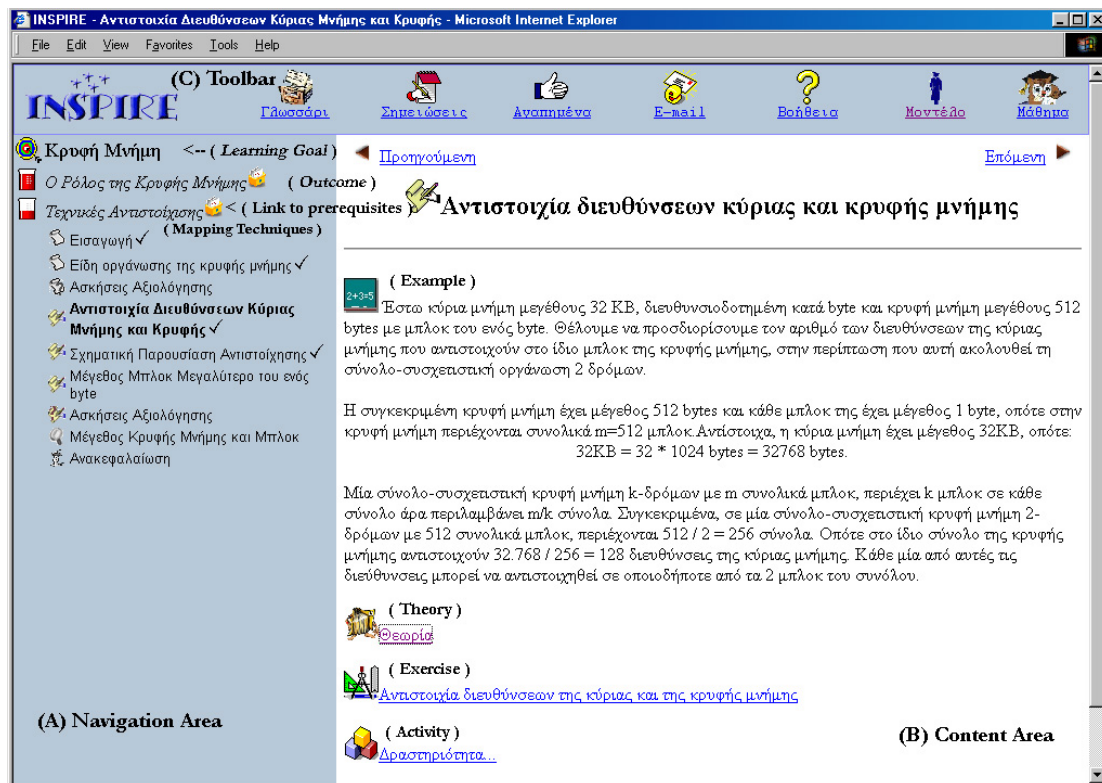 INSPIRE - Αντιστοιχία Διευθύνσεων Κύριας Μνήμης και Κρυφής - Microsoft Internet Explorer
File Edit View Favorites Tools Help
INSPIRE
(C) Toolbar
Γλωσσάρι Σημειώσεις Αγαπημένα E-mail Βοήθεια Μοντέλο Μάθημα
Κρυφή Μνήμη <-- ( Learning Goal )
Ο Ρόλος της Κρυφής Μνήμης ( Outcome )
Τεχνικές Αντιστοίχισης < ( Link to prerequisites )
( Mapping Techniques )
Εισαγωγή ✓
Είδη οργάνωσης της κρυφής μνήμης ✓
Ασκήσεις Αξιολόγησης
Αντιστοιχία Διευθύνσεων Κύριας
Μνήμης και Κρυφής ✓
Σχηματική Παρουσίαση Αντιστοίχησης ✓
Μέγεθος Μπλοκ Μεγαλύτερο του ενός
byte
Ασκήσεις Αξιολόγησης
Μέγεθος Κρυφής Μνήμης και Μπλοκ
Ανακεφαλαίωση
(A) Navigation Area
Προηγούμενη Επόμενη
Αντιστοιχία διευθύνσεων κύριας και κρυφής μνήμης
( Example )
2+3=5
Έστω κύρια μνήμη μεγέθους 32 KB, διευθυνσιοδοτημένη κατά byte και κρυφή μνήμη μεγέθους 512
bytes με μπλοκ του ενός byte. Θέλουμε να προσδιορίσουμε τον αριθμό των διευθύνσεων της κύριας
μνήμης που αντιστοιχούν στο ίδιο μπλοκ της κρυφής μνήμης, στην περίπτωση που αυτή ακολουθεί τη
σύνολο-συσχετιστική οργάνωση 2 δρόμων.
Η συγκεκριμένη κρυφή μνήμη έχει μέγεθος 512 bytes και κάθε μπλοκ της έχει μέγεθος 1 byte, οπότε στην
κρυφή μνήμη περιέχονται συνολικά m=512 μπλοκ.Αντίστοιχα, η κύρια μνήμη έχει μέγεθος 32KB, οπότε:
32KB = 32 * 1024 bytes = 32768 bytes.
Μία σύνολο-συσχετιστική κρυφή μνήμη k-δρόμων με m συνολικά μπλοκ, περιέχει k μπλοκ σε κάθε
σύνολο άρα περιλαμβάνει m/k σύνολα. Συγκεκριμένα, σε μία σύνολο-συσχετιστική κρυφή μνήμη 2-
δρόμων με 512 συνολικά μπλοκ, περιέχονται 512 / 2 = 256 σύνολα. Οπότε στο ίδιο σύνολο της κρυφής
μνήμης αντιστοιχούν 32.768 / 256 = 128 διευθύνσεις της κύριας μνήμης. Κάθε μία από αυτές τις
διεύθυνσεις μπορεί να αντιστοιχηθεί σε οποιοδήποτε από τα 2 μπλοκ του συνόλου.
( Theory )
Θεωρία
( Exercise )
Αντιστοιχία διευθύνσεων της κύριας και της κρυφής μνήμης
( Activity )
Δραστηριότητα...
(B) Content Area